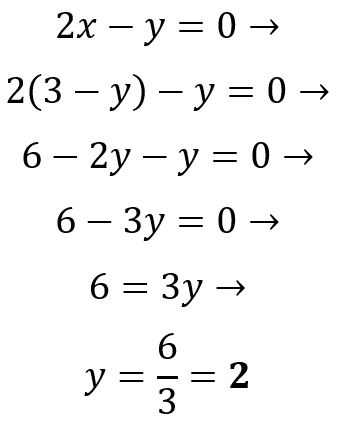 2x − y = 0 →
2(3 − y) − y = 0 →
6 − 2y − y = 0 →
6 − 3y = 0 →
6 = 3y →
y = 6/3 = 2